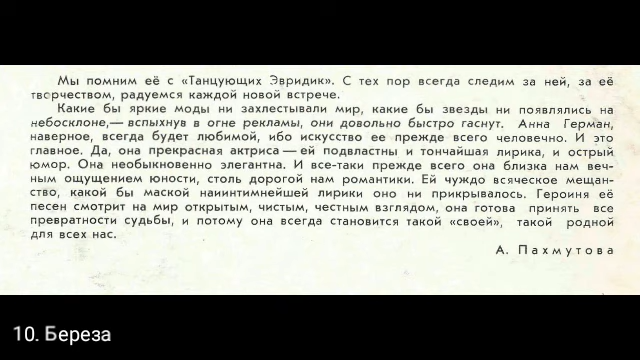 Мы помним её с «Танцующих Эвридик». С тех пор всегда следим за ней, за её
творчеством, радуемся каждой новой встрече.
Какие бы яркие моды ни захлестывали мир, какие бы звезды ни появлялись на
небосклоне,— вспыхнув в огне рекламы, они довольно быстро гаснут. Анна Герман,
наверное, всегда будет любимой, ибо искусство ее прежде всего человечно. И это
главное. Да, она прекрасная актриса — ей подвластны и тончайшая лирика, и острый
юмор. Она необыкновенно элегантна. И все-таки прежде всего она близка нам веч-
ным ощущением юности, столь дорогой нам романтики. Ей чуждо всяческое мещан-
ство, какой бы маской наиинтимнейшей лирики оно ни прикрывалось. Героиня её
песен смотрит на мир открытым, чистым, честным взглядом, она готова принять все
превратности судьбы, и потому она всегда становится такой «своей», такой родной
для всех нас.
А. Пахмутова
10. Береза